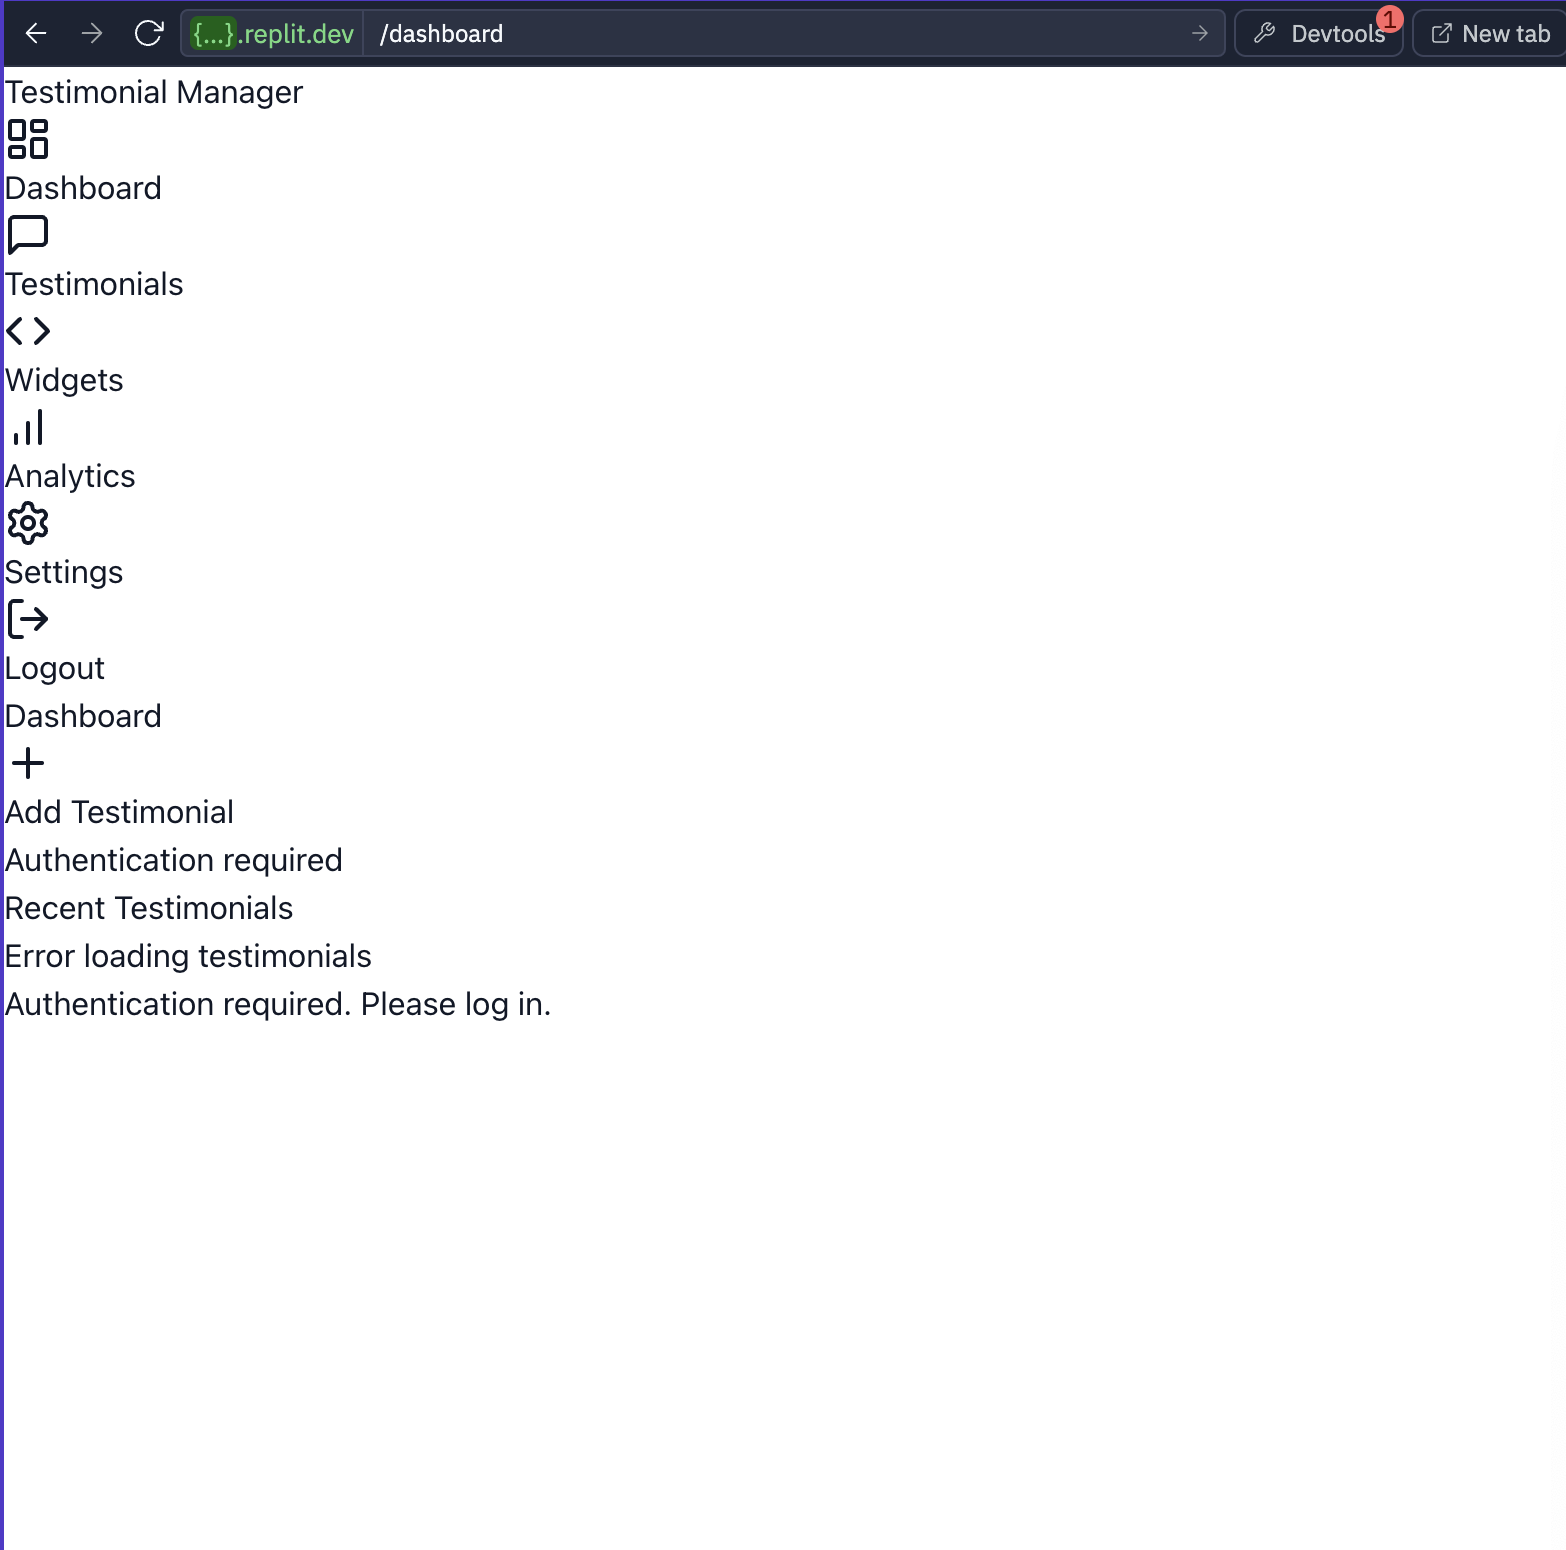 {...}.replit.dev /dashboard Devtools 1 New tab
Testimonial Manager
Dashboard
Testimonials
Widgets
Analytics
Settings
Logout
Dashboard
Add Testimonial
Authentication required
Recent Testimonials
Error loading testimonials
Authentication required. Please log in.